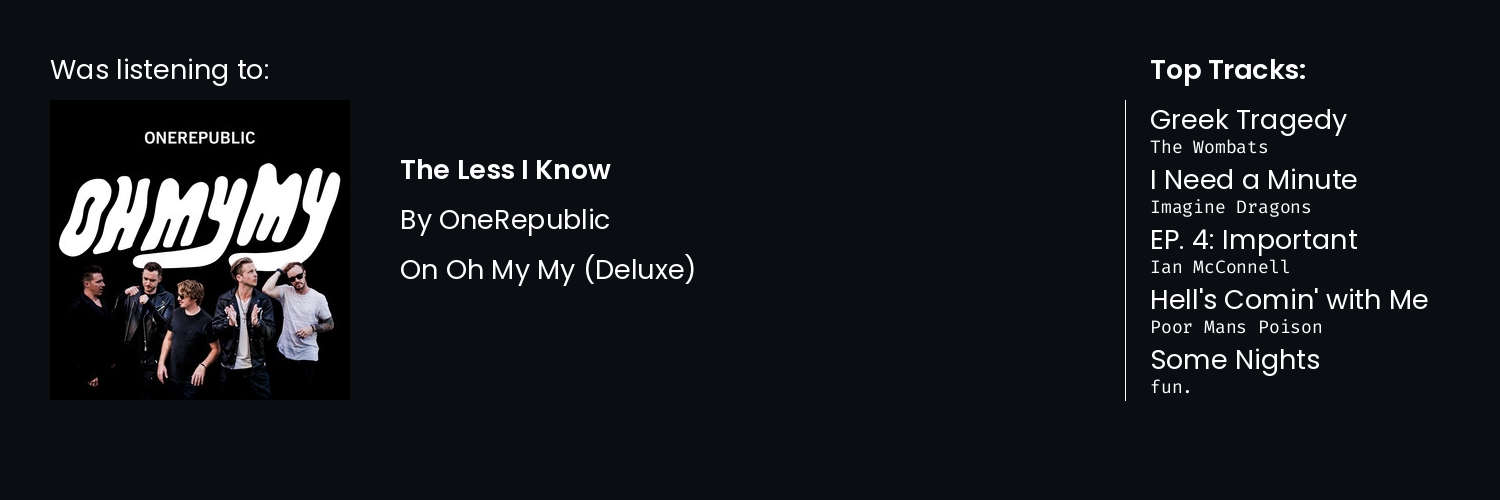 Was listening to:
ONEREPUBLIC
OH MY MY
The Less I Know
By OneRepublic
On Oh My My (Deluxe)
Top Tracks:
Greek Tragedy
The Wombats
I Need a Minute
Imagine Dragons
EP. 4: Important
Ian McConnell
Hell's Comin' with Me
Poor Mans Poison
Some Nights
fun.